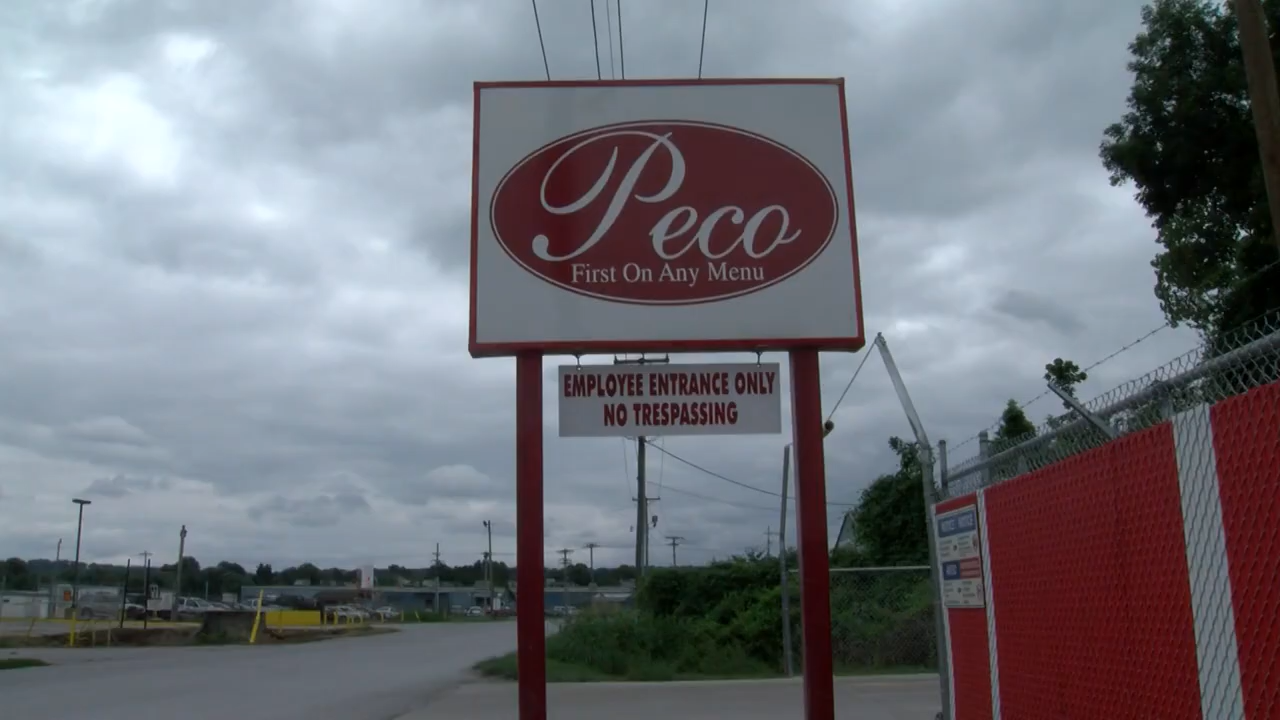 Peco
First On Any Menu
EMPLOYEE ENTRANCE ONLY
NO TRESPASSING